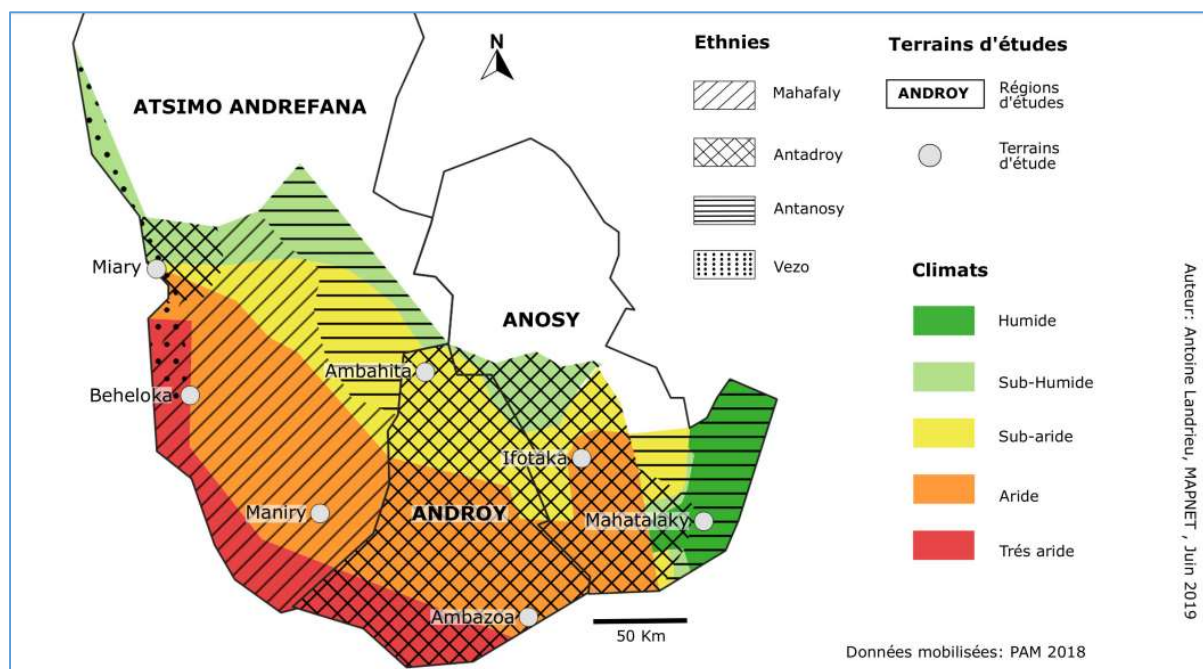 ATSIMO ANDREFANA
N
ANOSY
ANDROY
Miary
Beheloka
Ambahita
Ifotaka
Maniry
Mahatalaky
Ambazoa
50 Km
Ethnies
Mahafaly
Antadroy
Antanosy
Vezo
Terrains d'études
ANDROY
Régions
d'études
Terrains
d'étude
Climats
Humide
Sub-Humide
Sub-aride
Aride
Trés aride
Données mobilisées: PAM 2018
Auteur: Antoine Landrieu, MAPNET , Juin 2019